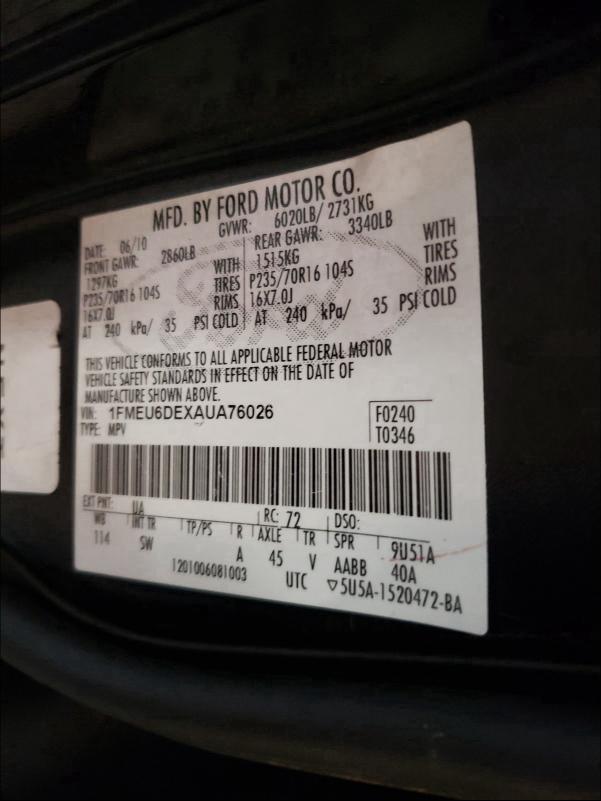 MFD. BY FORD MOTOR CO.
DATE: 06/10 GVWR: 6020LB/ 2731KG
FRONT GAWR: 2860LB REAR GAWR: 3340LB
1297KG WITH 1515KG WITH
P235/70R16 104S TIRES P235/70R16 104S TIRES
16X7.0J RIMS 16X7.0J RIMS
AT 240 kPa/ 35 PSI COLD AT 240 kPa/ 35 PSI COLD
THIS VEHICLE CONFORMS TO ALL APPLICABLE FEDERAL MOTOR
VEHICLE SAFETY STANDARDS IN EFFECT ON THE DATE OF
MANUFACTURE SHOWN ABOVE.
VIN: 1FMEU6DEXAUA76026 F0240
TYPE: MPV T0346
EXT PNT: UA RC: 72 DSO:
WB INT TR TP/PS R AXLE TR SPR 9U51A
114 SW A 45 V AABB 40A
1201006081003 UTC ▽5U5A-1520472-BA